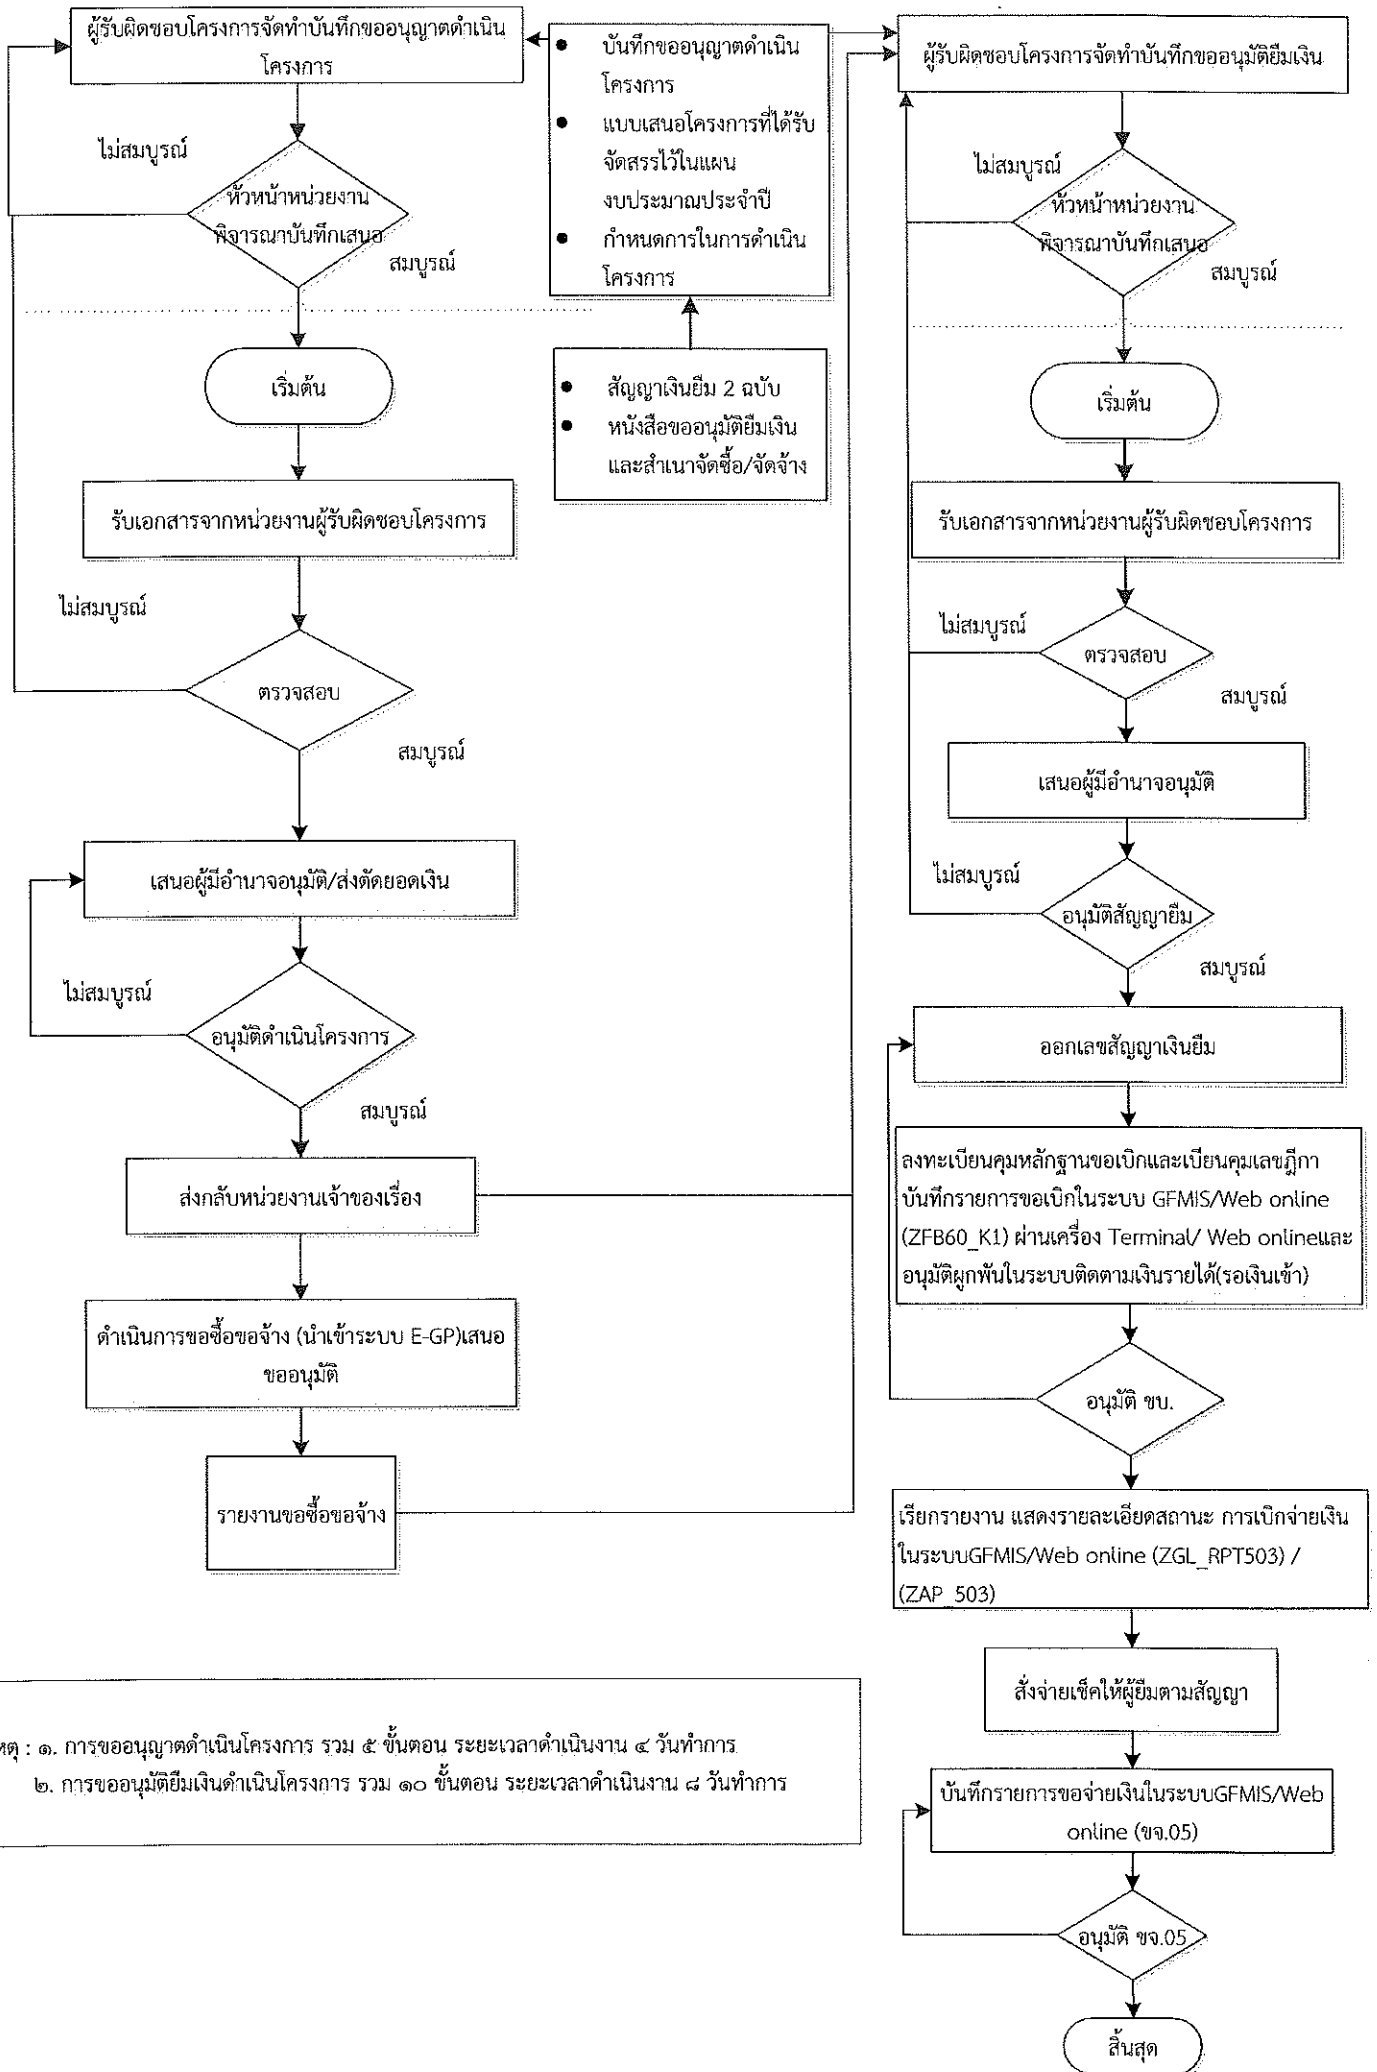 ผู้รับผิดชอบโครงการจัดทำบันทึกขออนุญาตดำเนิน
โครงการ
ไม่สมบูรณ์
หัวหน้าหน่วยงาน
พิจารณาบันทึกเสนอ
สมบูรณ์
เริ่มต้น
รับเอกสารจากหน่วยงานผู้รับผิดชอบโครงการ
ไม่สมบูรณ์
ตรวจสอบ
สมบูรณ์
เสนอผู้มีอำนาจอนุมัติ/ส่งตัดยอดเงิน
ไม่สมบูรณ์
อนุมัติดำเนินโครงการ
สมบูรณ์
ส่งกลับหน่วยงานเจ้าของเรื่อง
ดำเนินการขอซื้อขอจ้าง (นำเข้าระบบ E-GP)เสนอ
ขออนุมัติ
รายงานขอซื้อขอจ้าง
● บันทึกขออนุญาตดำเนิน
โครงการ
● แบบเสนอโครงการที่ได้รับ
จัดสรรไว้ในแผน
งบประมาณประจำปี
● กำหนดการในการดำเนิน
โครงการ
● สัญญาเงินยืม 2 ฉบับ
● หนังสือขออนุมัติยืมเงิน
และสำเนาจัดซื้อ/จัดจ้าง
ผู้รับผิดชอบโครงการจัดทำบันทึกขออนุมัติยืมเงิน
ไม่สมบูรณ์
หัวหน้าหน่วยงาน
พิจารณาบันทึกเสนอ
สมบูรณ์
เริ่มต้น
รับเอกสารจากหน่วยงานผู้รับผิดชอบโครงการ
ไม่สมบูรณ์
ตรวจสอบ
สมบูรณ์
เสนอผู้มีอำนาจอนุมัติ
ไม่สมบูรณ์
อนุมัติสัญญายืม
สมบูรณ์
ออกเลขสัญญาเงินยืม
ลงทะเบียนคุมหลักฐานขอเบิกและเบียนคุมเลขฎีกา
บันทึกรายการขอเบิกในระบบ GFMIS/Web online
(ZFB60_K1) ผ่านเครื่อง Terminal/ Web onlineและ
อนุมัติผูกพันในระบบติดตามเงินรายได้(รอเงินเข้า)
อนุมัติ ขบ.
เรียกรายงาน แสดงรายละเอียดสถานะ การเบิกจ่ายเงิน
ในระบบGFMIS/Web online (ZGL_RPT503) /
(ZAP_503)
สั่งจ่ายเช็คให้ผู้ยืมตามสัญญา
บันทึกรายการขอจ่ายเงินในระบบGFMIS/Web
online (ขจ.05)
อนุมัติ ขจ.05
สิ้นสุด
หตุ : ๑. การขออนุญาตดำเนินโครงการ รวม ๕ ขั้นตอน ระยะเวลาดำเนินงาน ๔ วันทำการ
๒. การขออนุมัติยืมเงินดำเนินโครงการ รวม ๑๐ ขั้นตอน ระยะเวลาดำเนินงาน ๘ วันทำการ